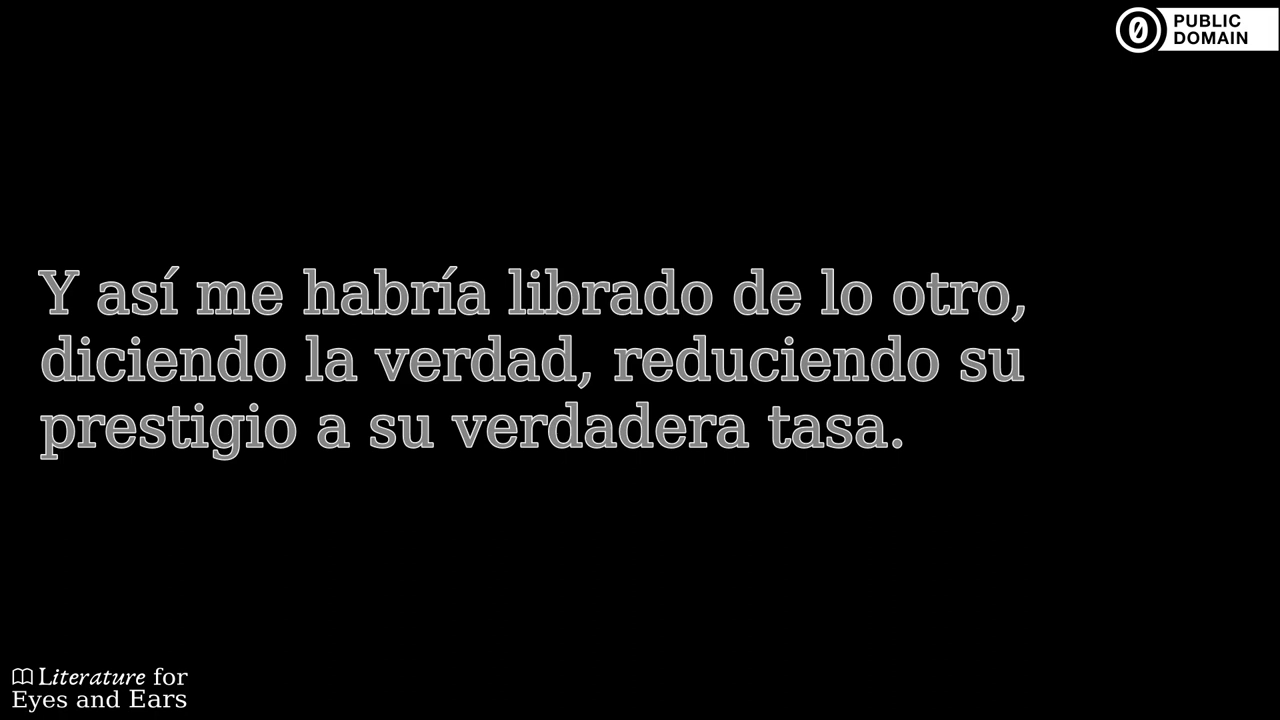 PUBLIC
DOMAIN
Y así me habría librado de lo otro,
diciendo la verdad, reduciendo su
prestigio a su verdadera tasa.
Literature for
Eyes and Ears